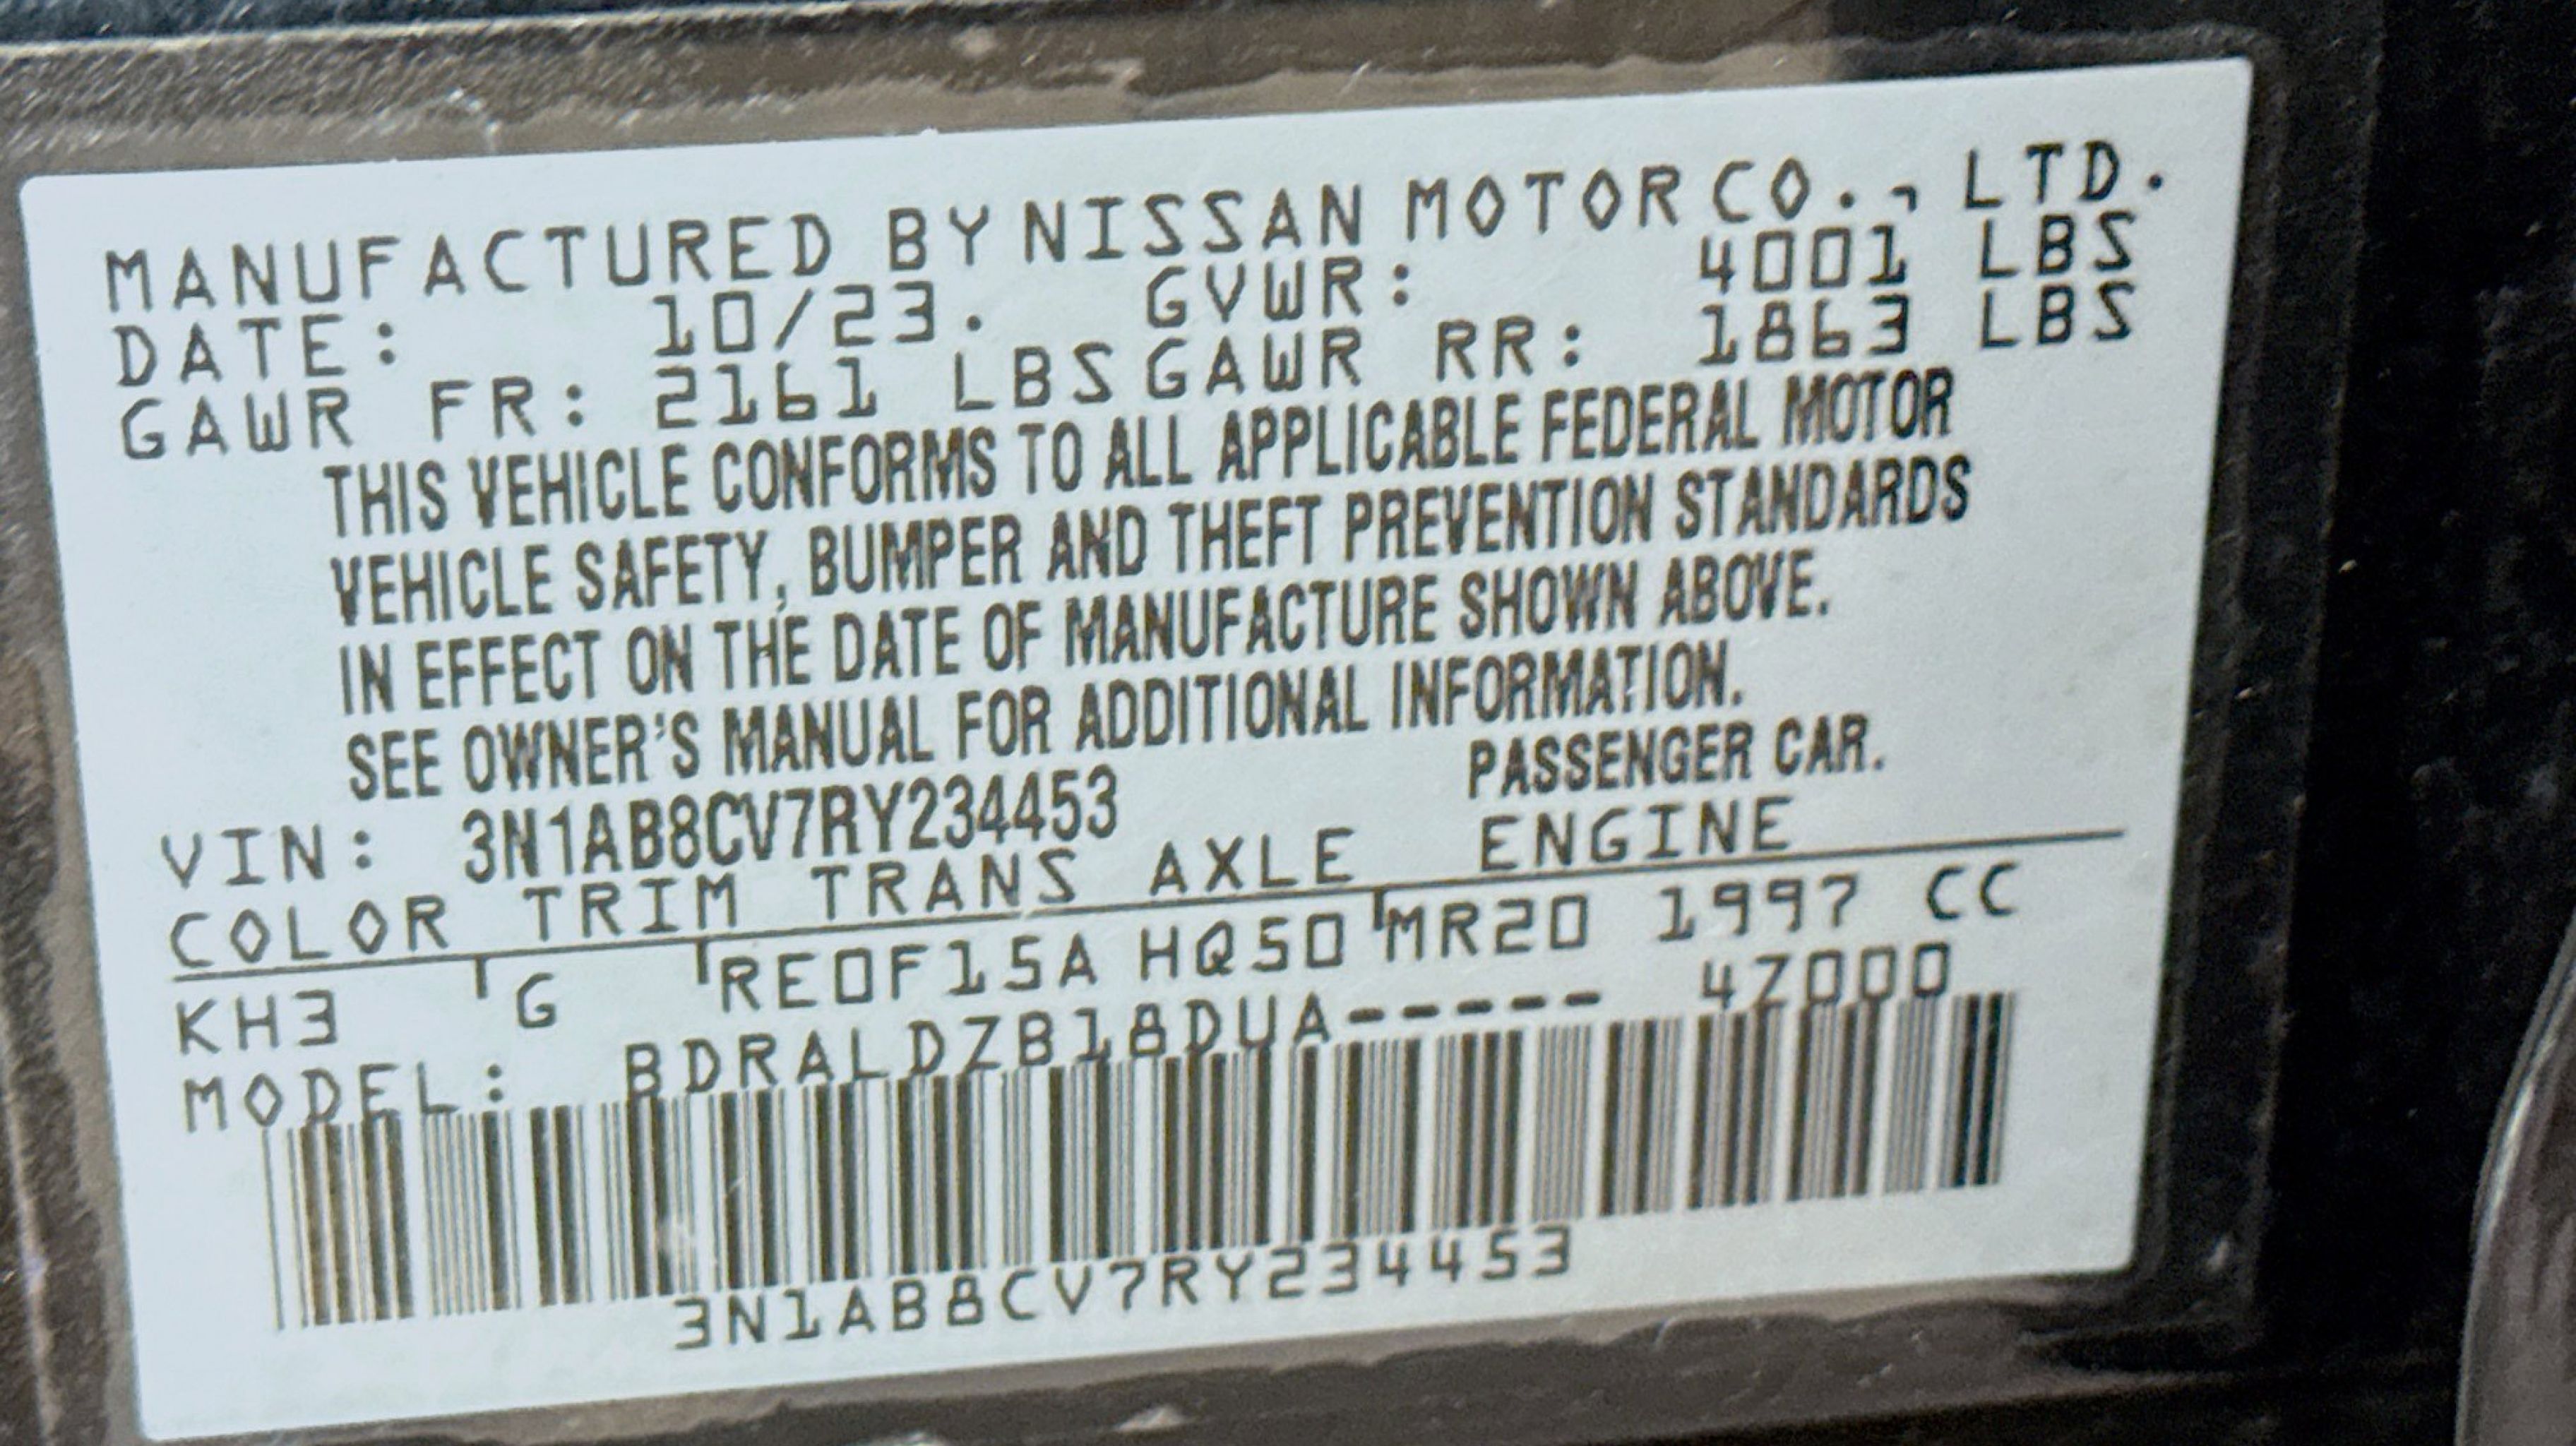 MANUFACTURED BY NISSAN MOTOR CO., LTD.
DATE: 10/23. GVWR: 4001 LBS
GAWR FR: 2161 LBS GAWR RR: 1863 LBS
THIS VEHICLE CONFORMS TO ALL APPLICABLE FEDERAL MOTOR
VEHICLE SAFETY, BUMPER AND THEFT PREVENTION STANDARDS
IN EFFECT ON THE DATE OF MANUFACTURE SHOWN ABOVE.
SEE OWNER'S MANUAL FOR ADDITIONAL INFORMATION.
VIN: 3N1AB8CV7RY234453 PASSENGER CAR.
COLOR TRIM TRANS AXLE ENGINE
KH3 G RE0F15A HQ50 MR20 1997 CC
MODEL: BDRALDZB18DUA----- 4Z000
3N1AB8CV7RY234453